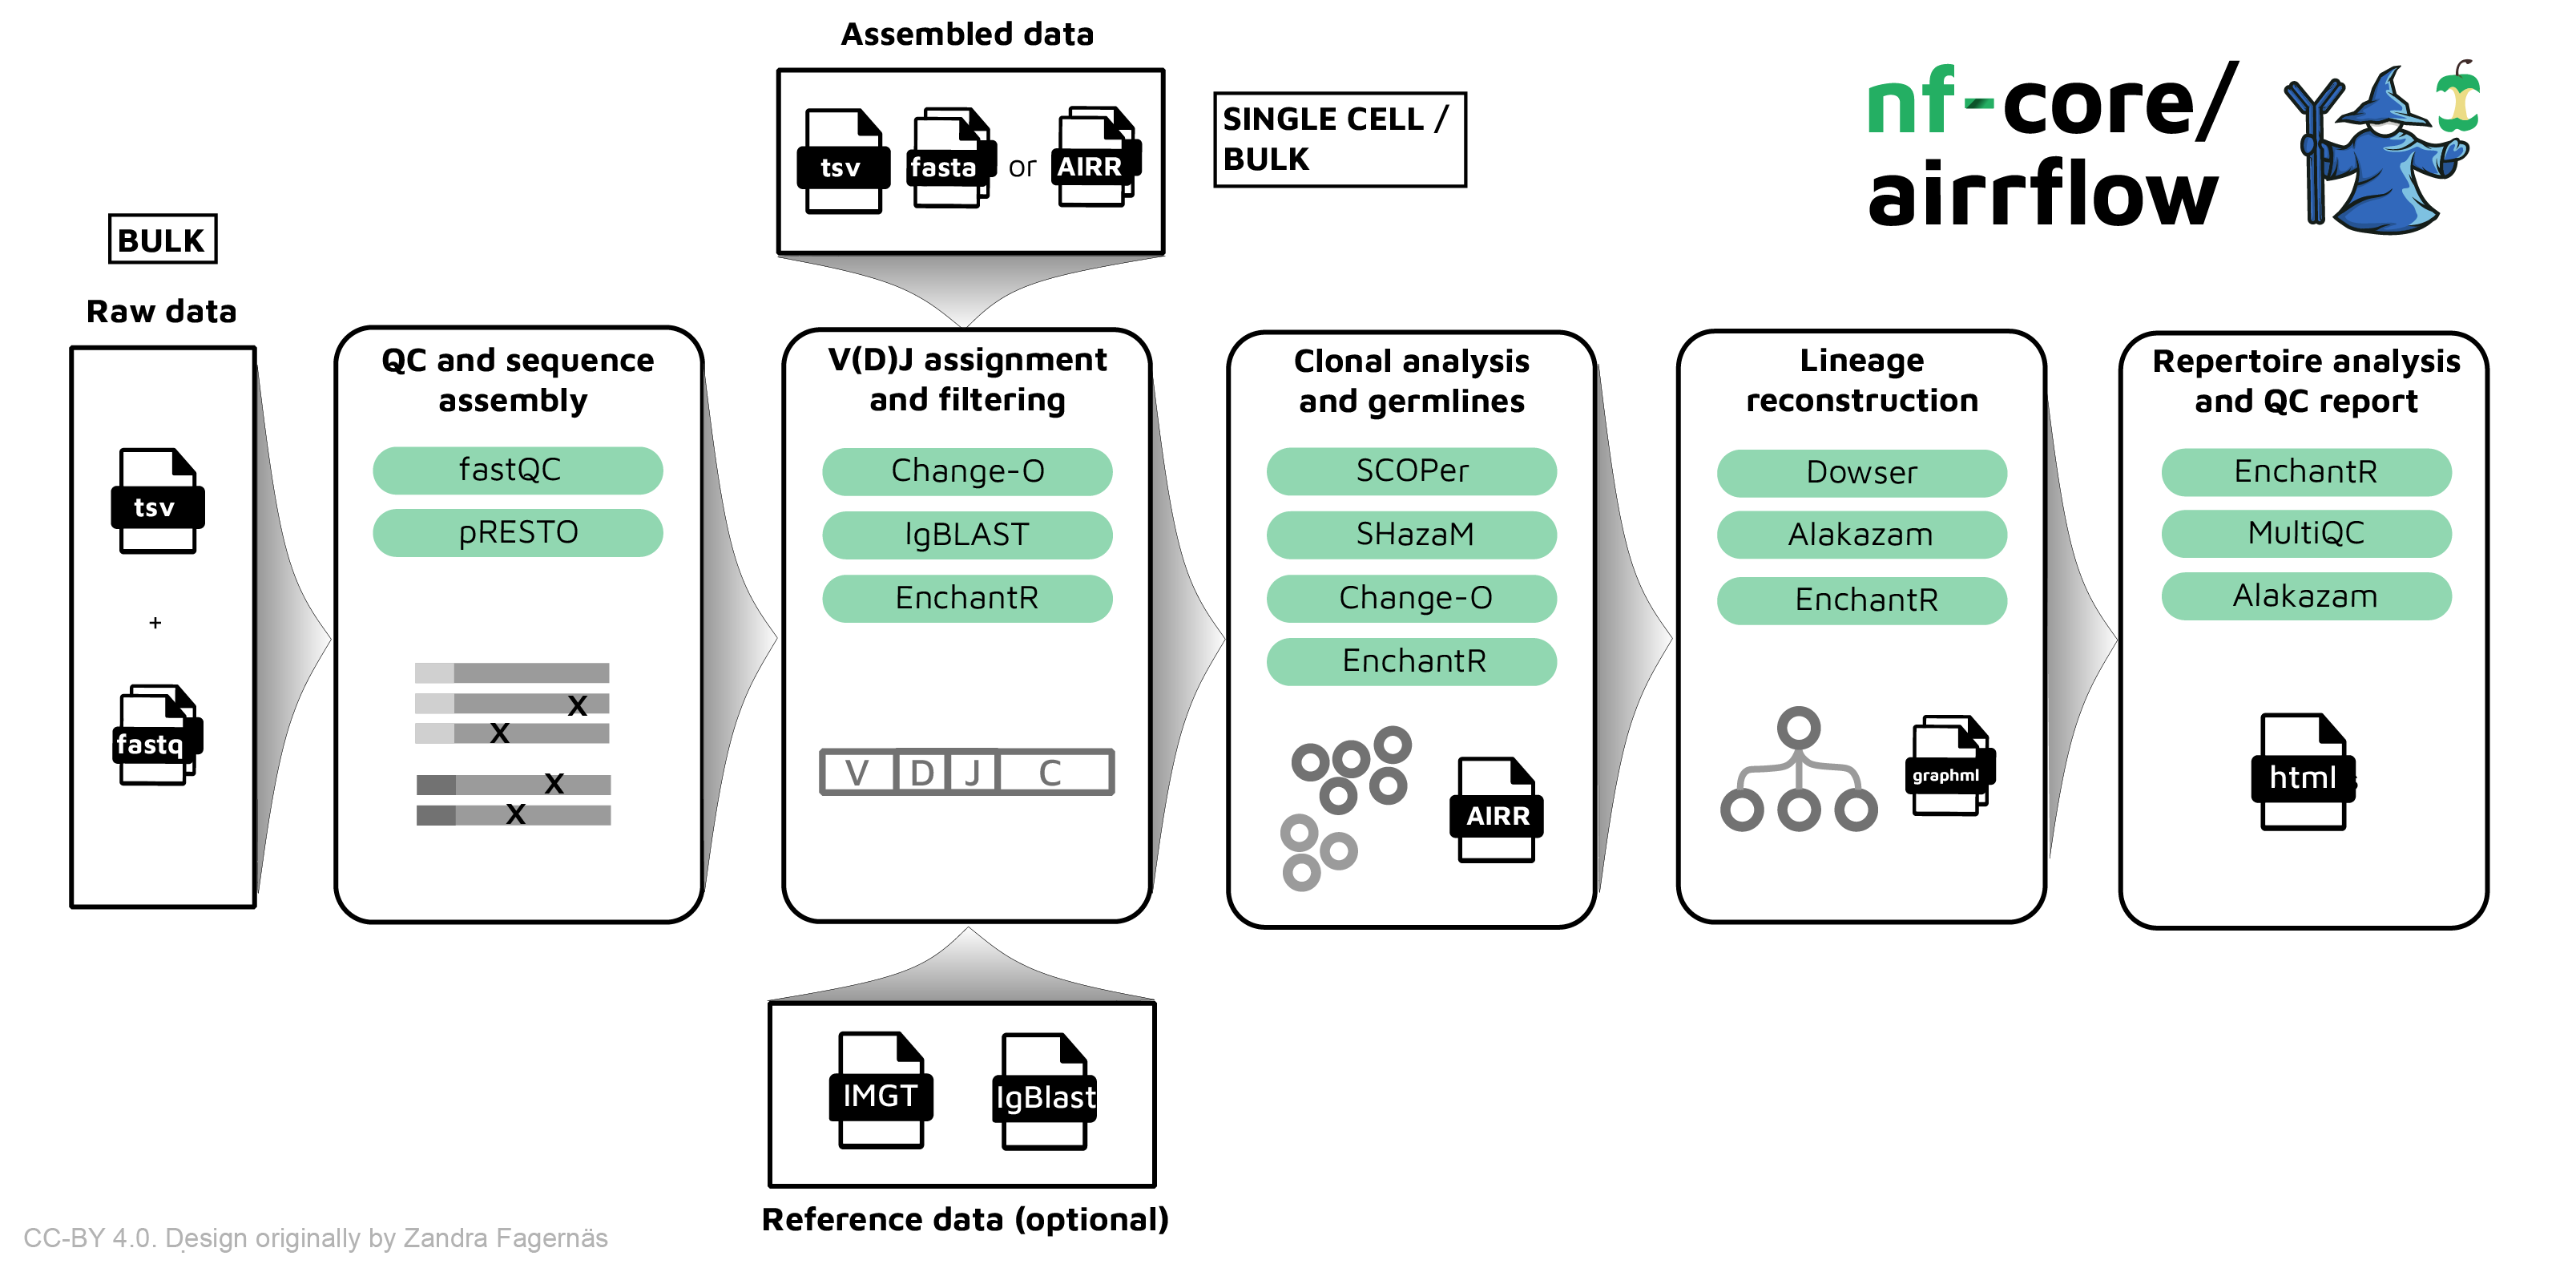 Assembled data
tsv
fasta
or
AIRR
SINGLE CELL /
BULK
nf-core/
airrflow
BULK
Raw data
tsv
+
fastq
QC and sequence
assembly
fastQC
pRESTO
X
X
X
X
V(D)J assignment
and filtering
Change-O
IgBLAST
EnchantR
V D J C
Clonal analysis
and germlines
SCOPer
SHazaM
Change-O
EnchantR
AIRR
Lineage
reconstruction
Dowser
Alakazam
EnchantR
graphml
Repertoire analysis
and QC report
EnchantR
MultiQC
Alakazam
html
IMGT
IgBlast
Reference data (optional)
CC-BY 4.0. Design originally by Zandra Fagernäs